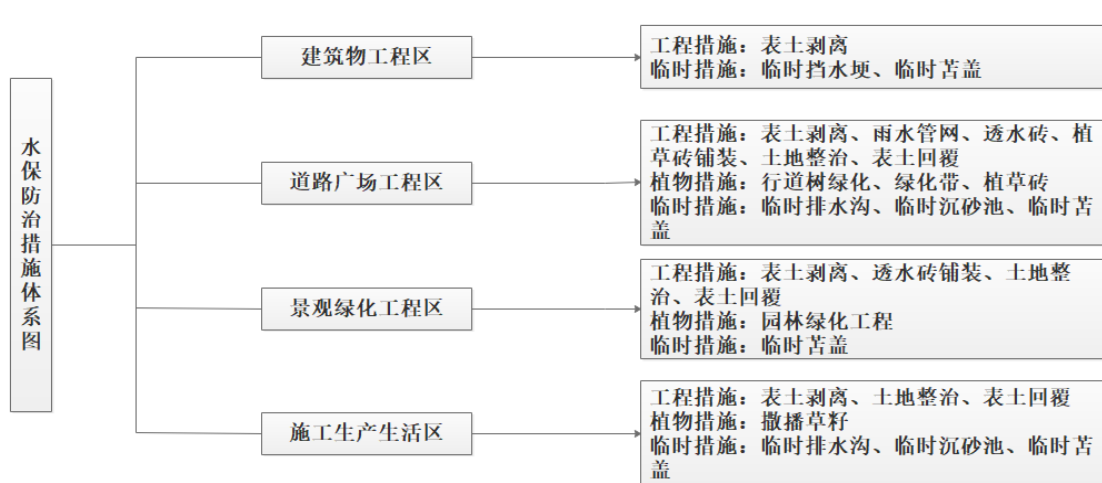 水保防治措施体系图
建筑物工程区
工程措施：表土剥离
临时措施：临时挡水埂、临时苫盖
道路广场工程区
工程措施：表土剥离、雨水管网、透水砖、植
草砖铺装、土地整治、表土回覆
植物措施：行道树绿化、绿化带、植草砖
临时措施：临时排水沟、临时沉砂池、临时苫
盖
景观绿化工程区
工程措施：表土剥离、透水砖铺装、土地整
治、表土回覆
植物措施：园林绿化工程
临时措施：临时苫盖
施工生产生活区
工程措施：表土剥离、土地整治、表土回覆
植物措施：撒播草籽
临时措施：临时排水沟、临时沉砂池、临时苫
盖